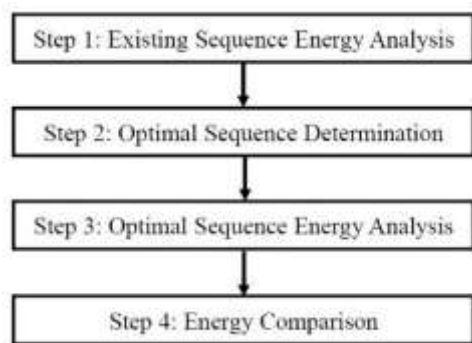 Step 1: Existing Sequence Energy Analysis
Step 2: Optimal Sequence Determination
Step 3: Optimal Sequence Energy Analysis
Step 4: Energy Comparison